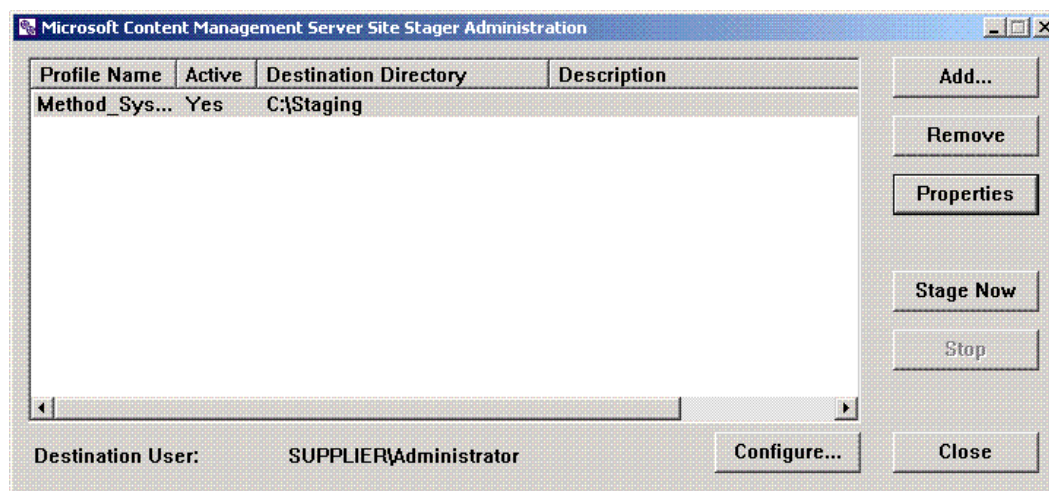 Microsoft Content Management Server Site Stager Administration
Profile Name Active Destination Directory Description
Method_Sys... Yes C:\Staging
Add...
Remove
Properties
Stage Now
Stop
Destination User: SUPPLIER\Administrator
Configure...
Close